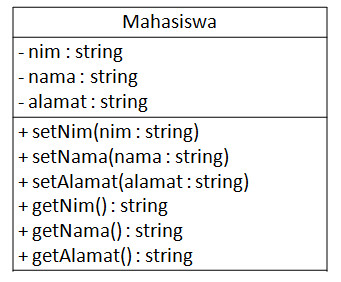 Mahasiswa
- nim : string
- nama : string
- alamat : string
+ setNim(nim : string)
+ setNama(nama : string)
+ setAlamat(alamat : string)
+ getNim() : string
+ getNama() : string
+ getAlamat() : string